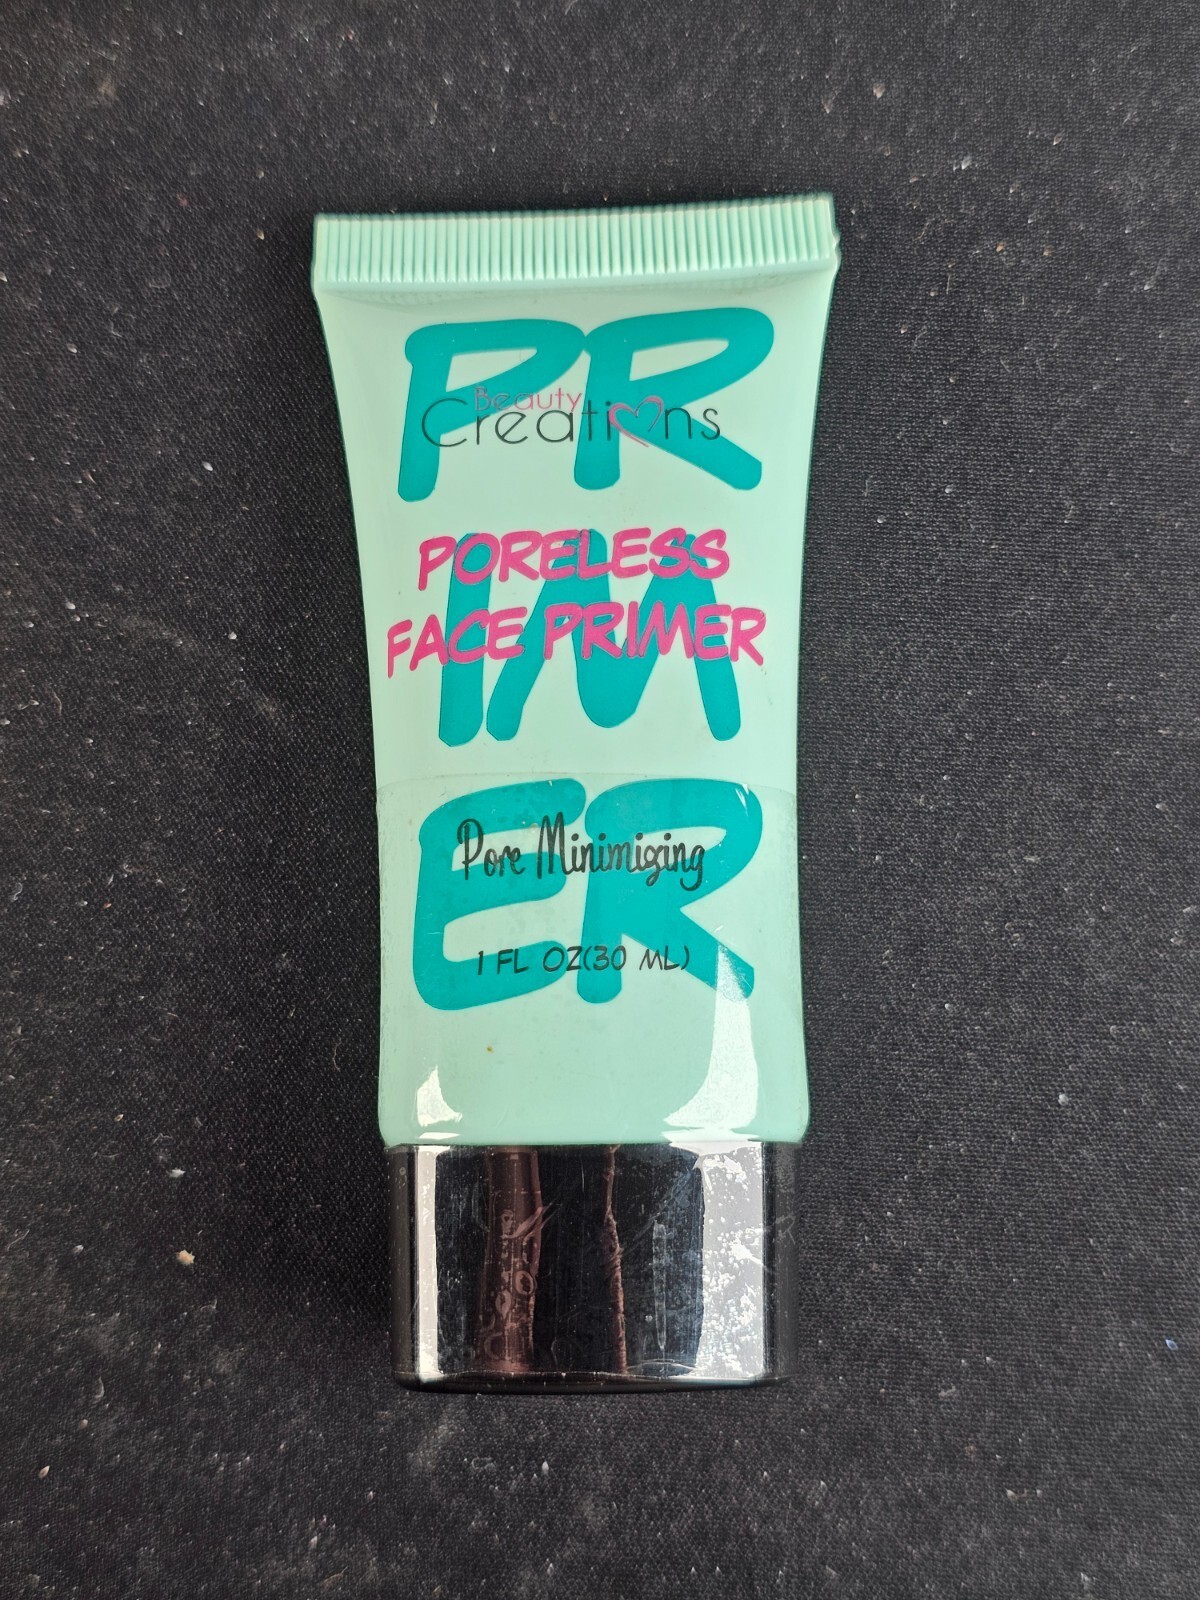 PR
Beauty
Creations
PORELESS
IM
FACE PRIMER
ER
Pore Minimizing
1 FL OZ(30 ML)